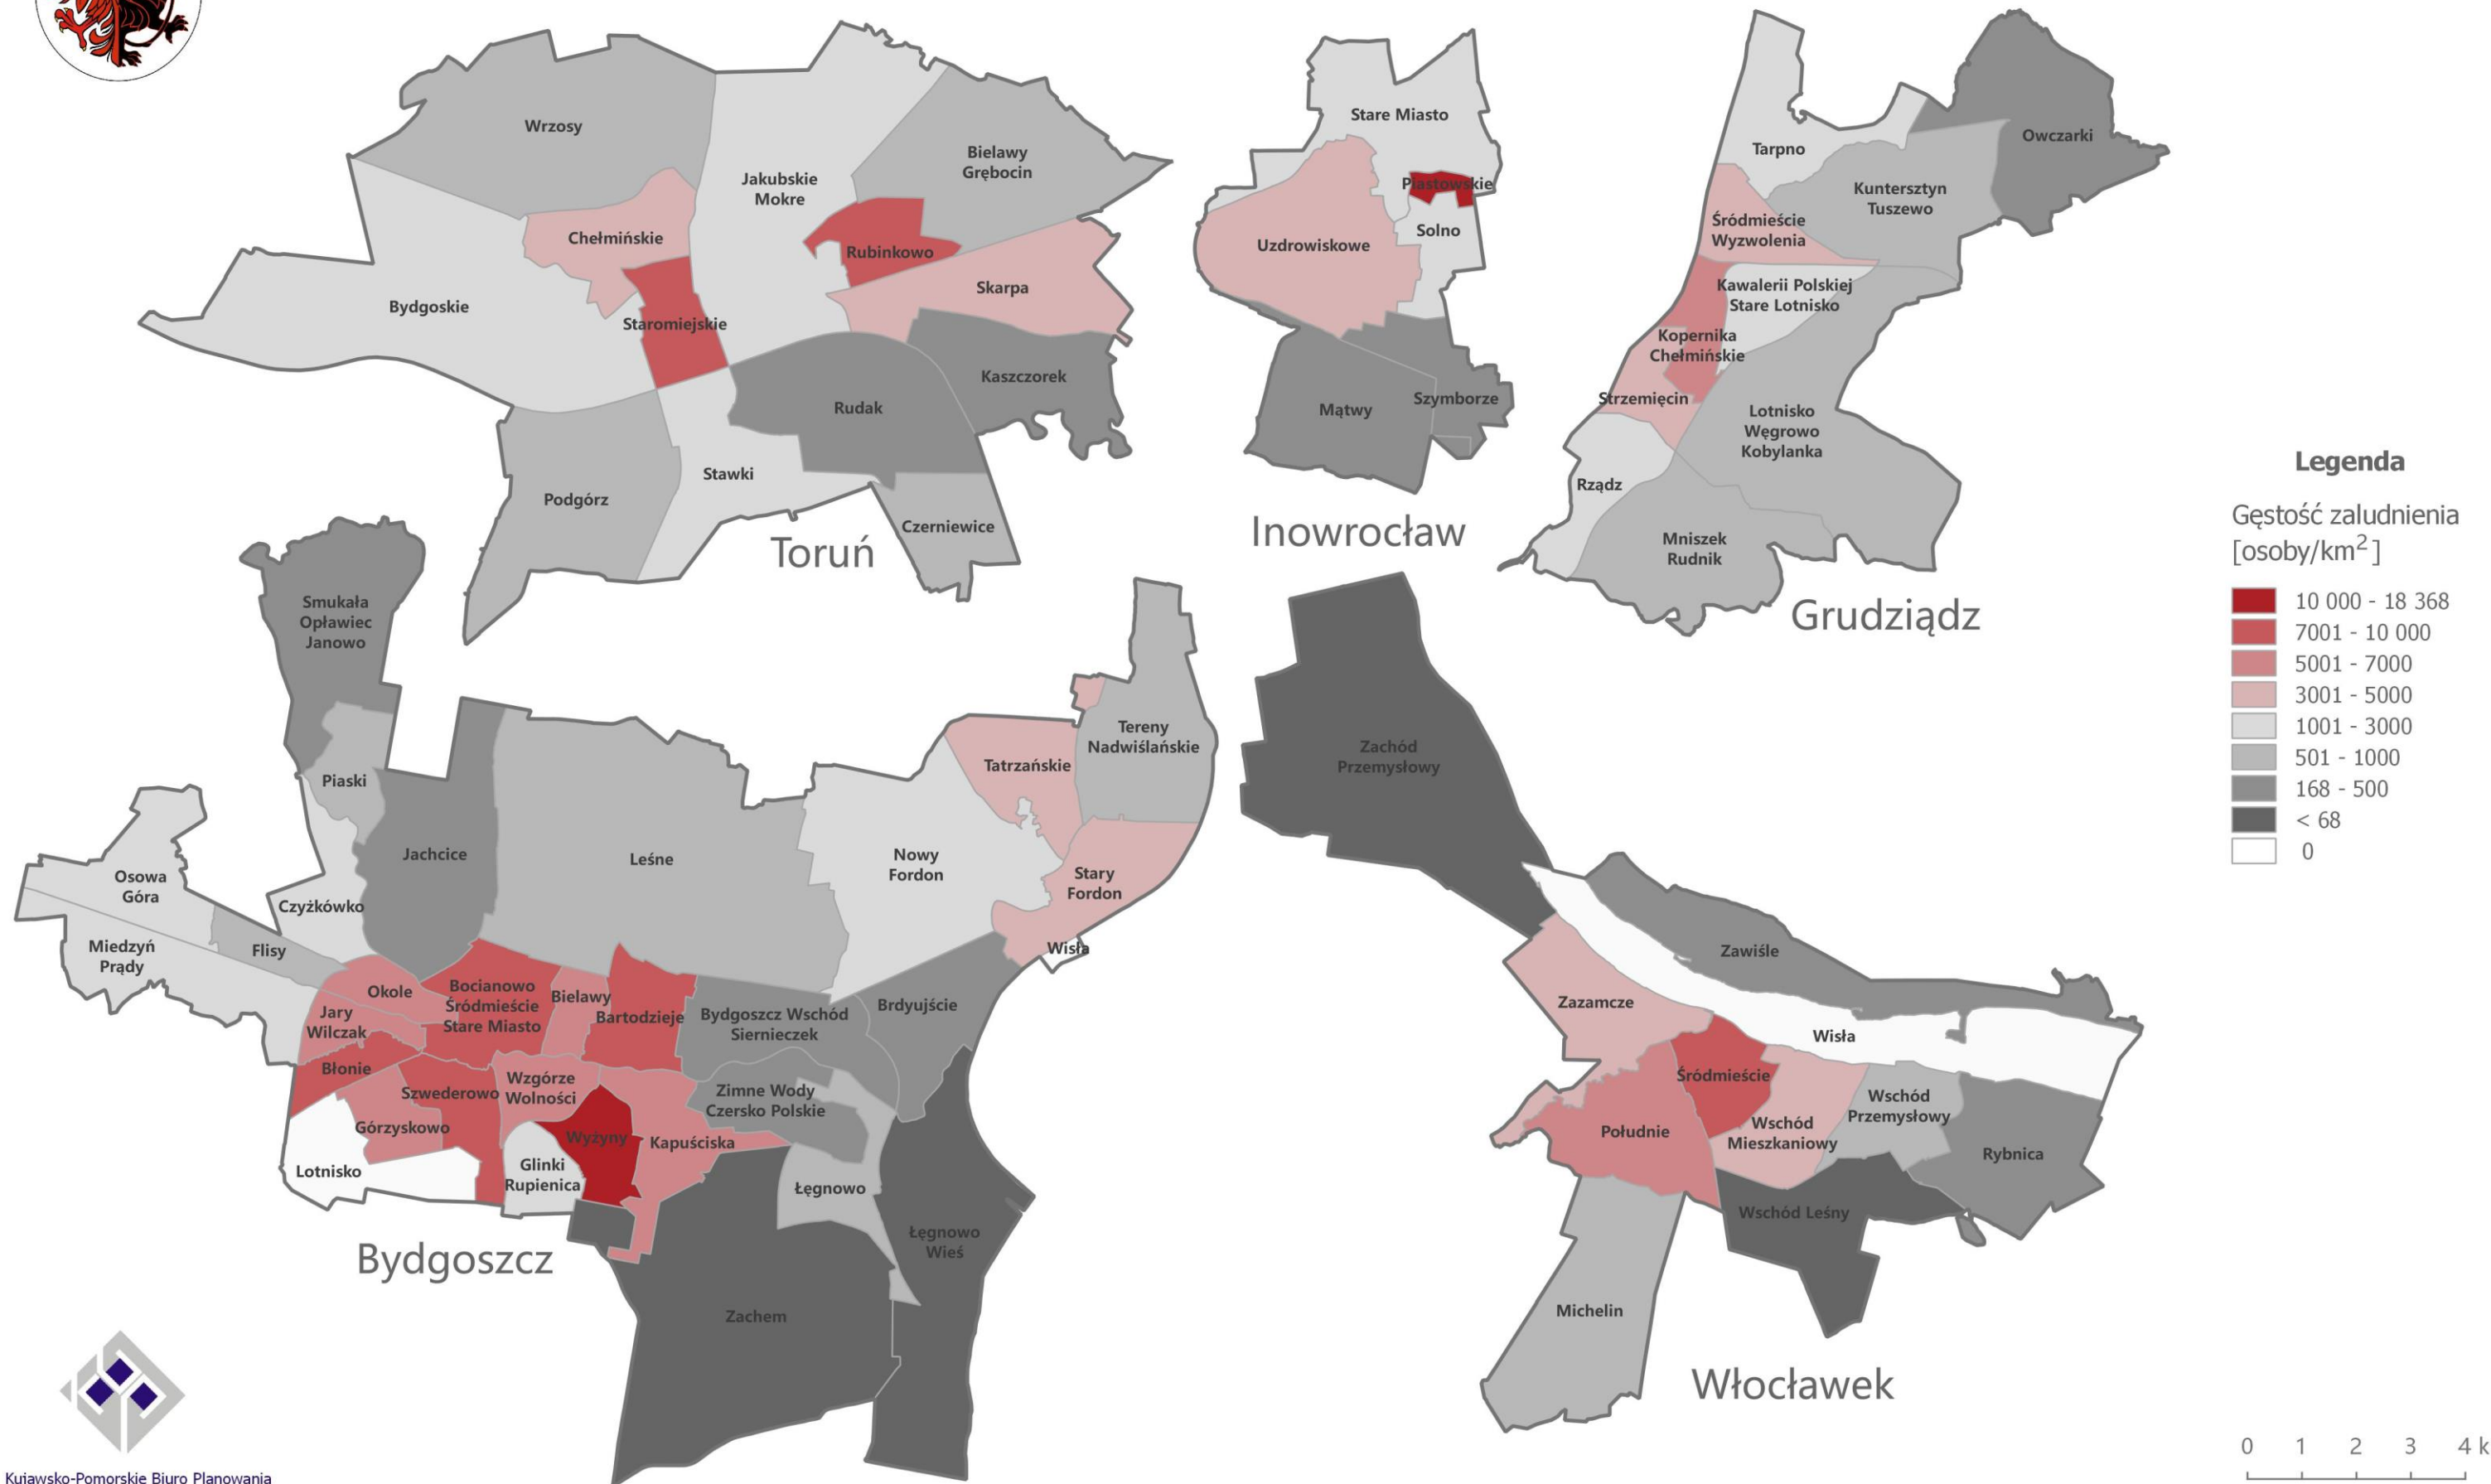 Wrzosy
Jakubskie
Mokre
Bielawy
Grębocin
Chełmińskie
Rubinkowo
Skarpa
Bydgoskie
Staromiejskie
Kaszczorek
Rudak
Stawki
Podgórz
Czerniewice
Toruń
Stare Miasto
Piastowskie
Solno
Uzdrowiskowe
Mątwy
Szymborze
Inowrocław
Owczarki
Tarpno
Kuntersztyn
Tuszewo
Śródmieście
Wyzwolenia
Kawalerii Polskiej
Stare Lotnisko
Kopernika
Chełmińskie
Strzemięcin
Lotnisko
Węgrowo
Kobylanka
Rządz
Mniszek
Rudnik
Grudziądz
Legenda
Gęstość zaludnienia
[osoby/km²]
10 000 - 18 368
7001 - 10 000
5001 - 7000
3001 - 5000
1001 - 3000
501 - 1000
168 - 500
< 68
0
Smukała
Opławiec
Janowo
Piaski
Jachcice
Leśne
Nowy
Fordon
Tatrzańskie
Tereny
Nadwiślańskie
Stary
Fordon
Wisła
Osowa
Góra
Czyżkówko
Miedzyń
Prądy
Flisy
Okole
Bocianowo
Śródmieście
Stare Miasto
Bielawy
Bartodzieje
Bydgoszcz Wschód
Siernieczek
Brdyujście
Jary
Wilczak
Błonie
Szwederowo
Wzgórze
Wolności
Zimne Wody
Czersko Polskie
Górzyskowo
Wyżyny
Kapuściska
Lotnisko
Glinki
Rupienica
Łęgnowo
Łęgnowo
Wieś
Zachem
Bydgoszcz
Zachód
Przemysłowy
Zawiśle
Zazamcze
Wisła
Śródmieście
Wschód
Przemysłowy
Wschód
Mieszkaniowy
Południe
Rybnica
Wschód Leśny
Michelin
Włocławek
Kujawsko-Pomorskie Biuro Planowania
0 1 2 3 4 k